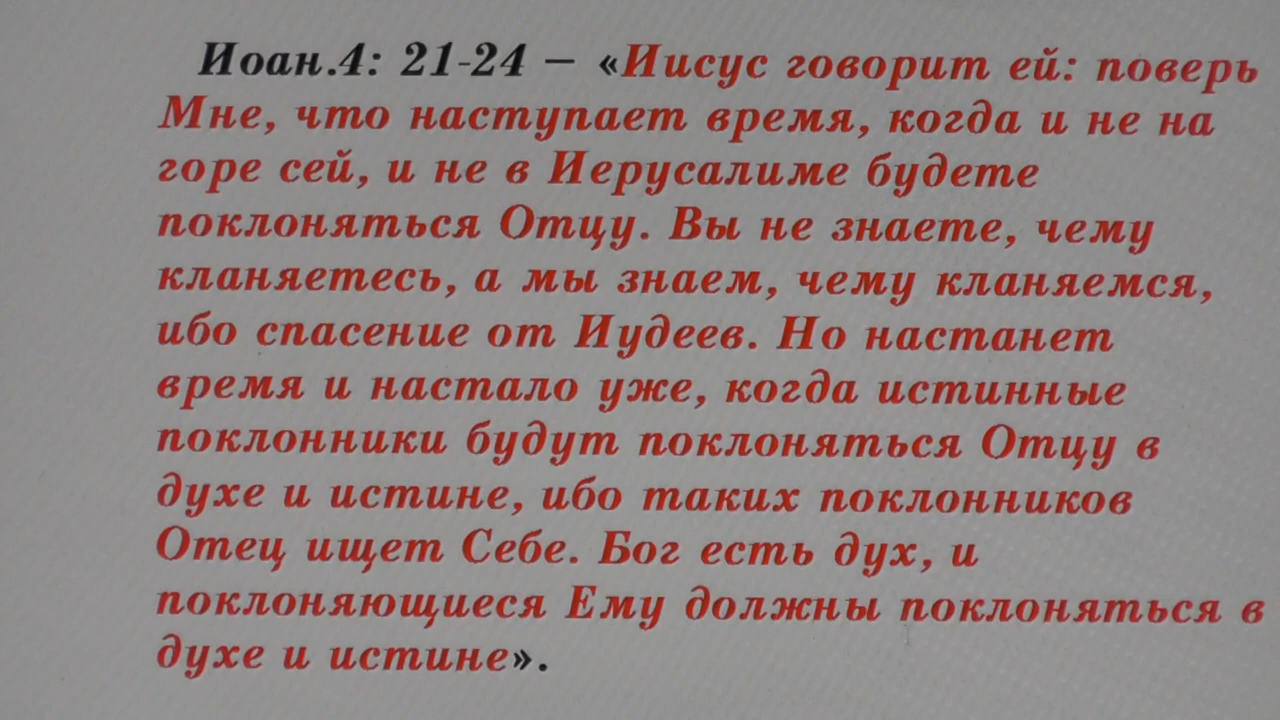 Иоан.4: 21-24 – «Иисус говорит ей: поверь
Мне, что наступает время, когда и не на
горе сей, и не в Иерусалиме будете
поклоняться Отцу. Вы не знаете, чему
кланяетесь, а мы знаем, чему кланяемся,
ибо спасение от Иудеев. Но настанет
время и настало уже, когда истинные
поклонники будут поклоняться Отцу в
духе и истине, ибо таких поклонников
Отец ищет Себе. Бог есть дух, и
поклоняющиеся Ему должны поклоняться в
духе и истине».